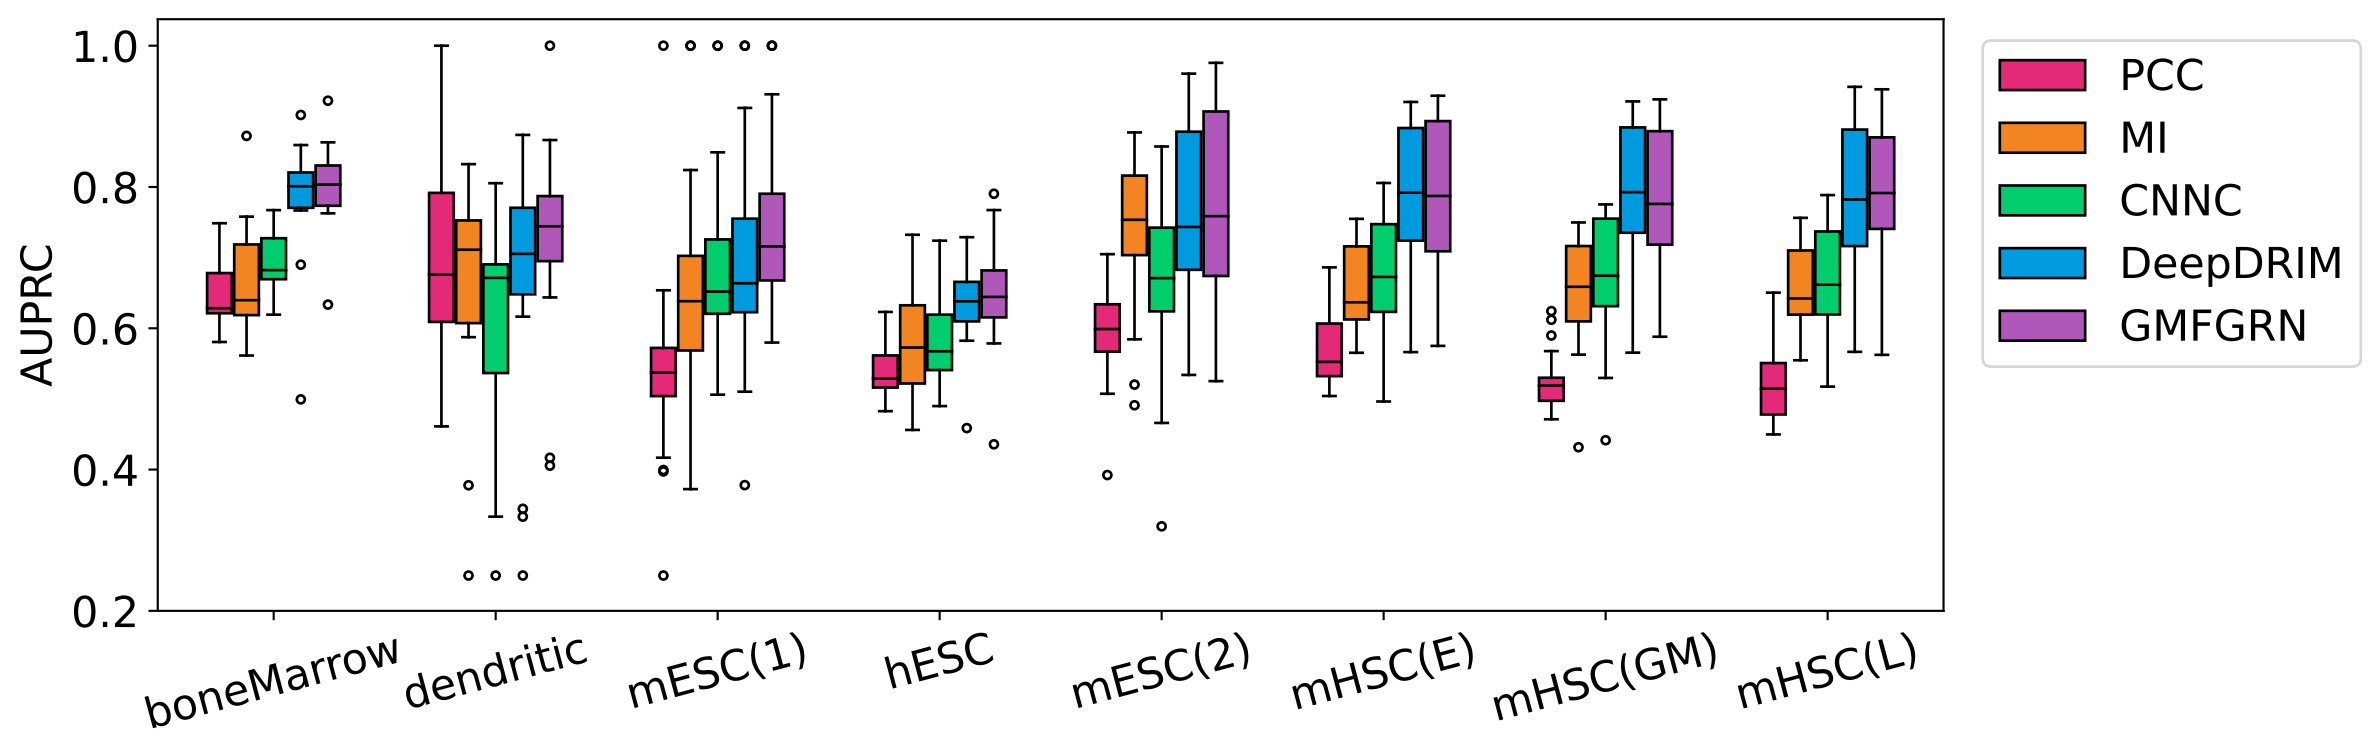 AUPRC
1.0
0.8
0.6
0.4
0.2
boneMarrow
dendritic
mESC(1)
hESC
mESC(2)
mHSC(E)
mHSC(GM)
mHSC(L)
PCC
MI
CNNC
DeepDRIM
GMFGRN